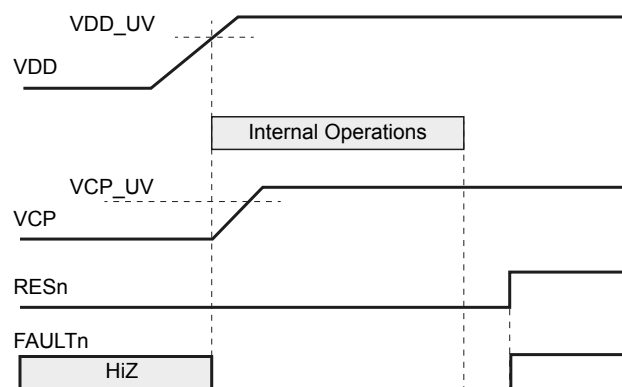 VDD_UV
VDD
Internal Operations
VCP_UV
VCP
RESn
FAULTn
HiZ